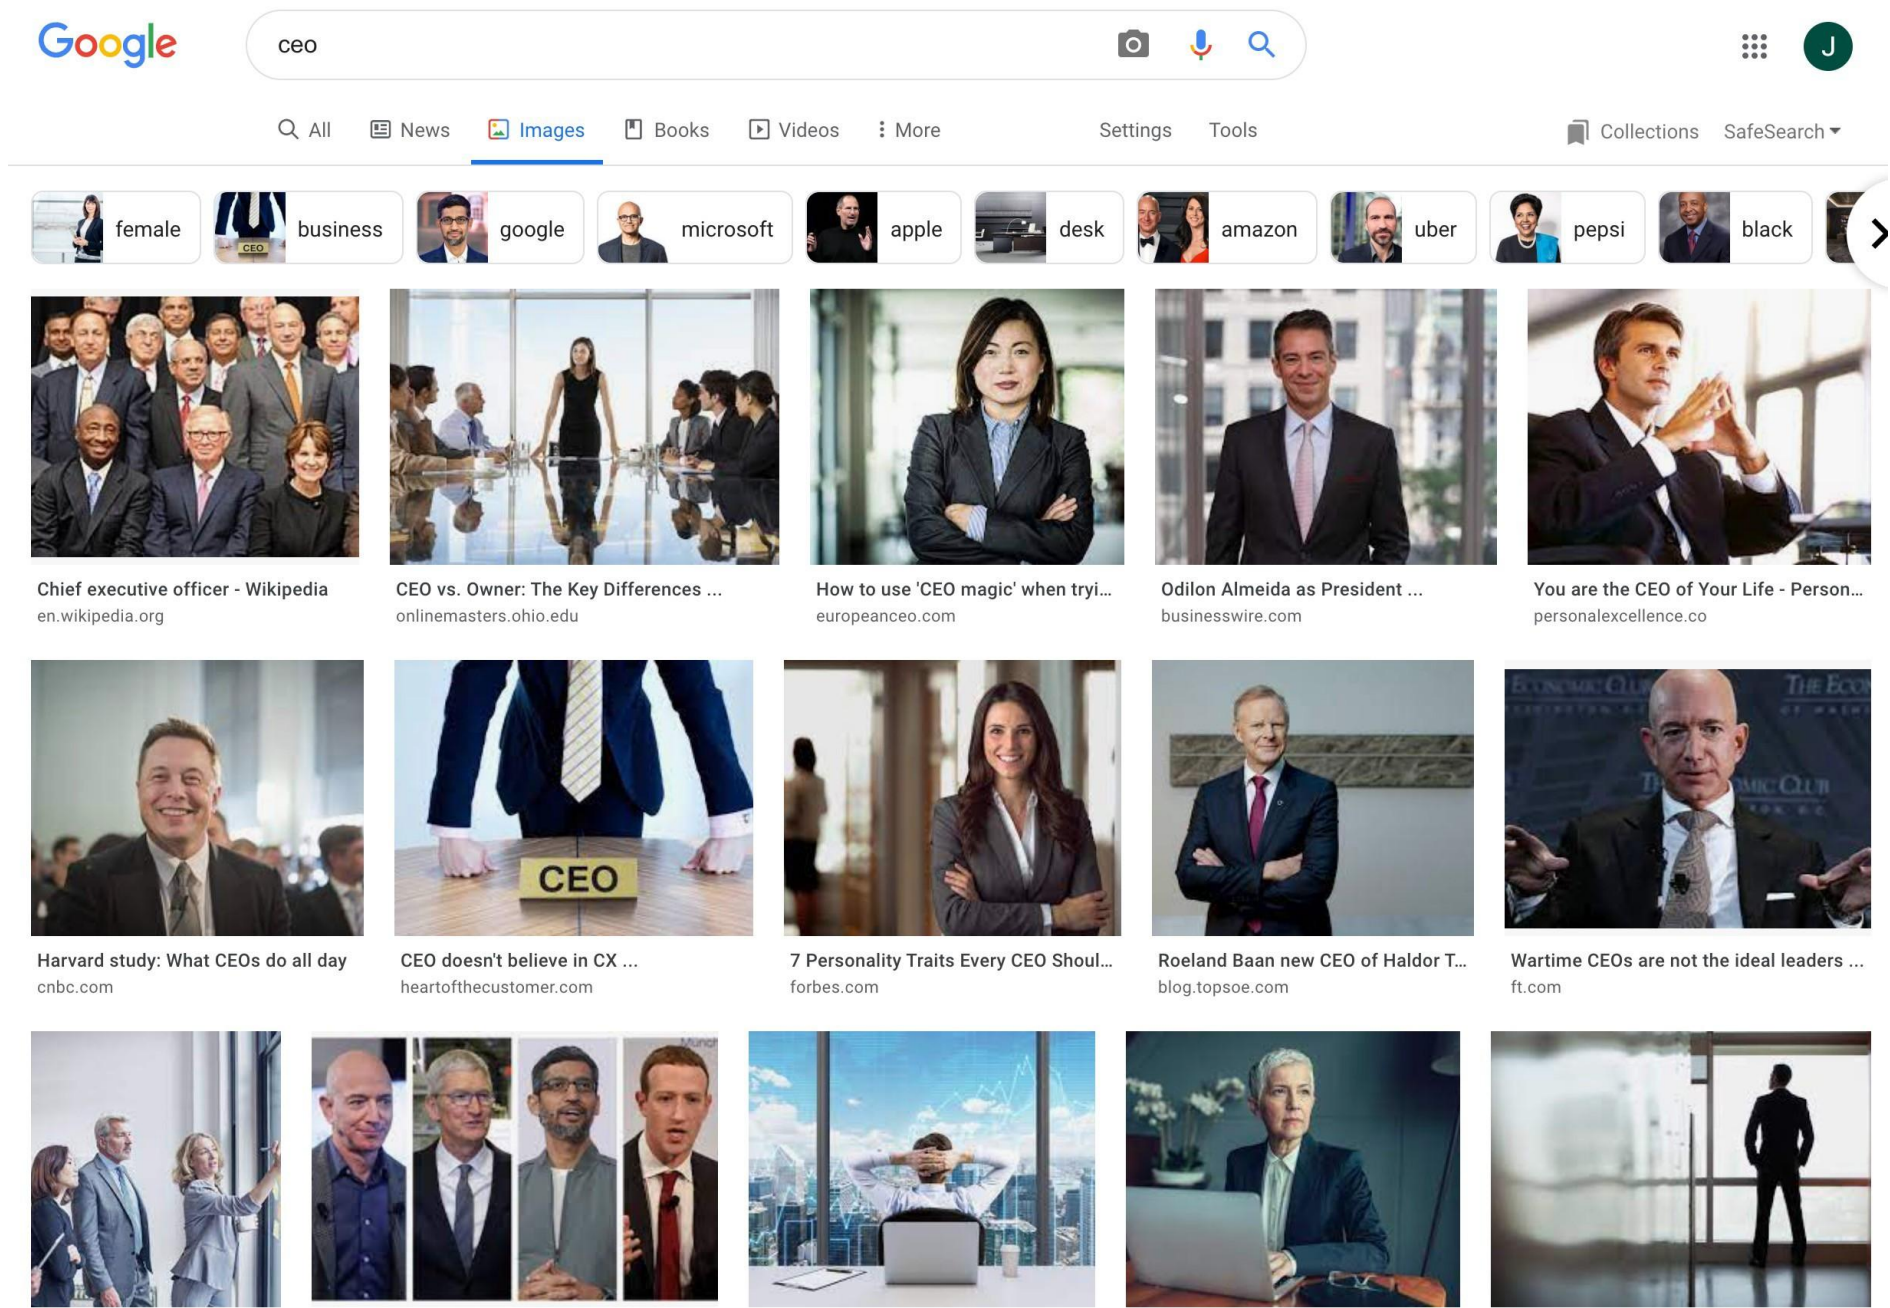 Google
ceo
J
All
News
Images
Books
Videos
More
Settings
Tools
Collections
SafeSearch
female
CEO
business
google
microsoft
apple
desk
amazon
uber
pepsi
black
Chief executive officer - Wikipedia
en.wikipedia.org
CEO vs. Owner: The Key Differences ...
onlinemasters.ohio.edu
How to use 'CEO magic' when tryi...
europeanceo.com
Odilon Almeida as President ...
businesswire.com
You are the CEO of Your Life - Person...
personalexcellence.co
CEO
ECONOMIC CLU
THE ECO
Harvard study: What CEOs do all day
cnbc.com
CEO doesn't believe in CX ...
heartofthecustomer.com
7 Personality Traits Every CEO Shoul...
forbes.com
Roeland Baan new CEO of Haldor T...
blog.topsoe.com
Wartime CEOs are not the ideal leaders ...
ft.com
Munch